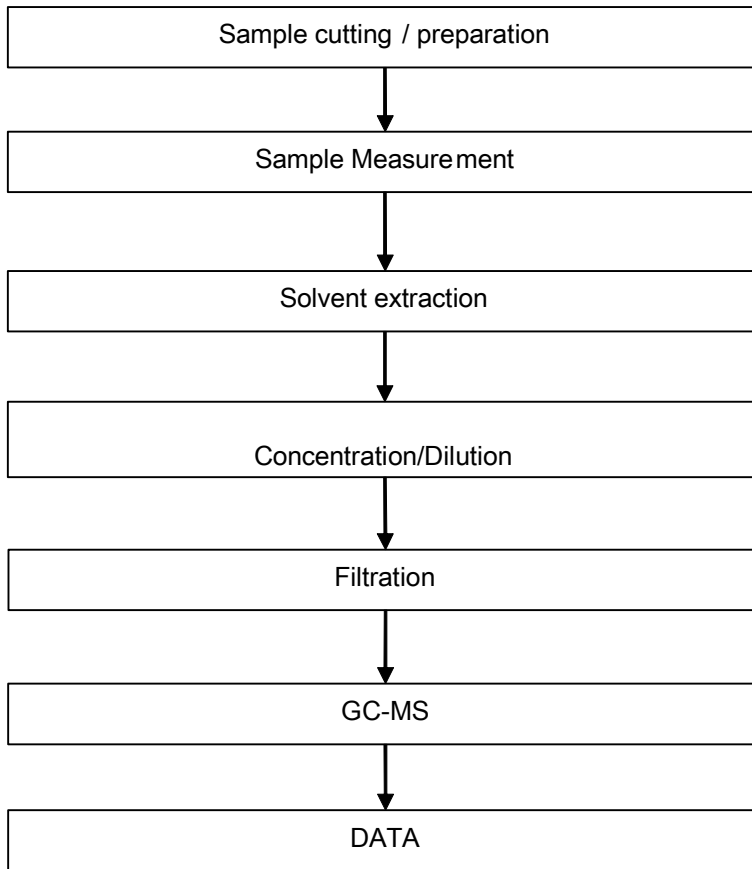 Sample cutting / preparation
Sample Measurement
Solvent extraction
Concentration/Dilution
Filtration
GC-MS
DATA